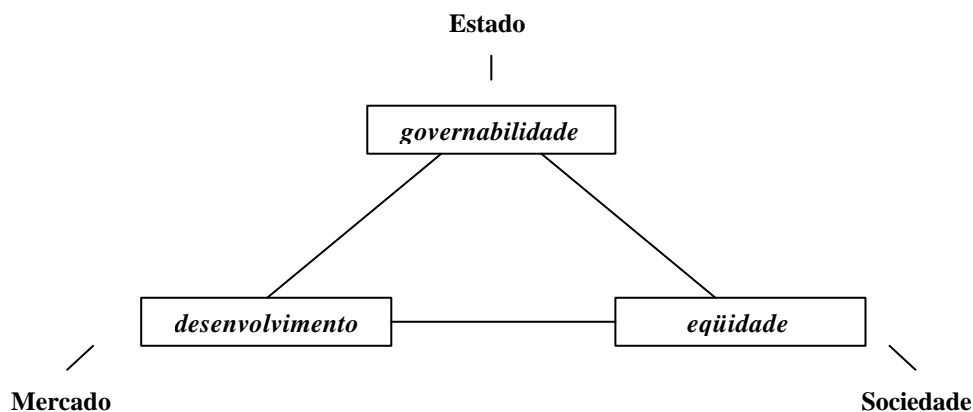 Estado
governabilidade
desenvolvimento
eqüidade
Mercado
Sociedade